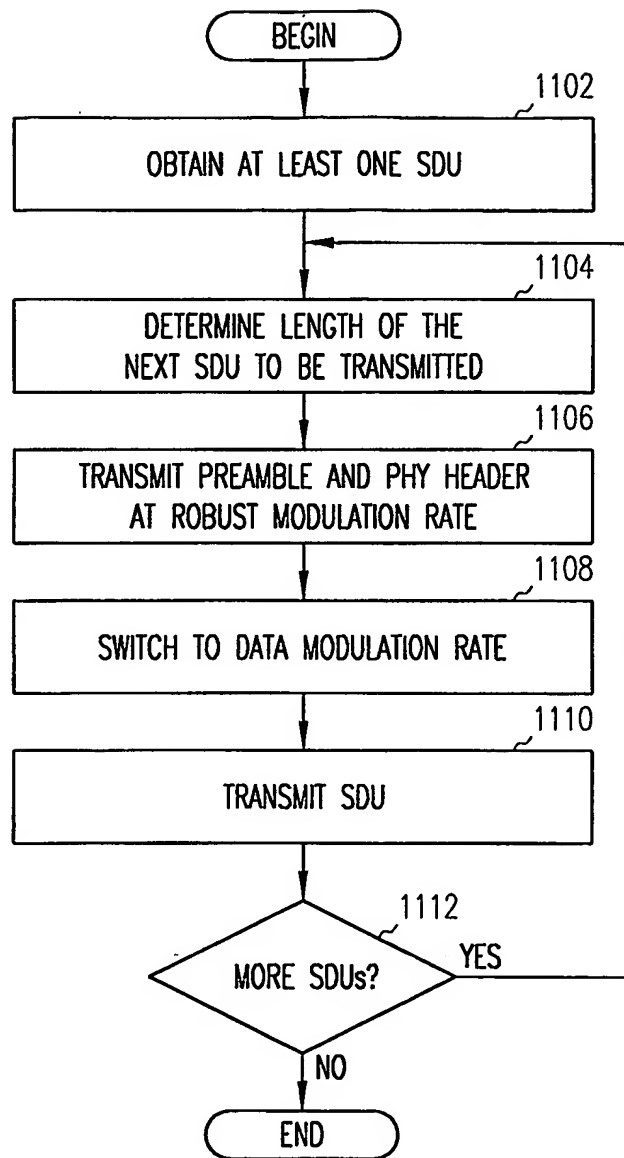 BEGIN
1102
OBTAIN AT LEAST ONE SDU
1104
DETERMINE LENGTH OF THE
NEXT SDU TO BE TRANSMITTED
1106
TRANSMIT PREAMBLE AND PHY HEADER
AT ROBUST MODULATION RATE
1108
SWITCH TO DATA MODULATION RATE
1110
TRANSMIT SDU
1112
MORE SDUs?
YES
NO
END